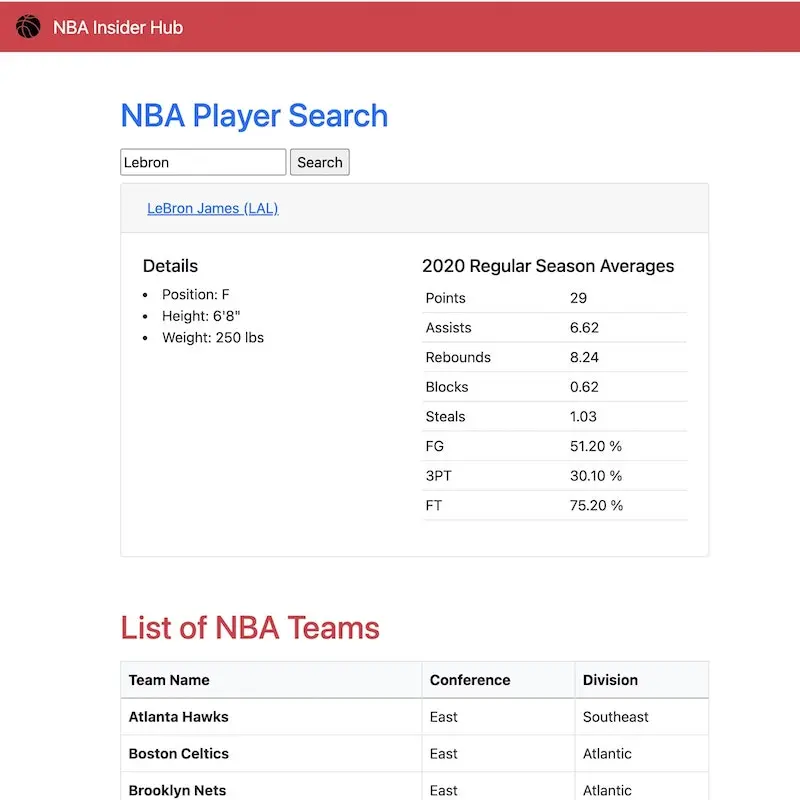 NBA Insider Hub
NBA Player Search
Lebron Search
LeBron James (LAL)
Details
• Position: F
• Height: 6'8"
• Weight: 250 lbs
2020 Regular Season Averages
Points 29
Assists 6.62
Rebounds 8.24
Blocks 0.62
Steals 1.03
FG 51.20 %
3PT 30.10 %
FT 75.20 %
List of NBA Teams
Team Name Conference Division
Atlanta Hawks East Southeast
Boston Celtics East Atlantic
Brooklyn Nets East Atlantic